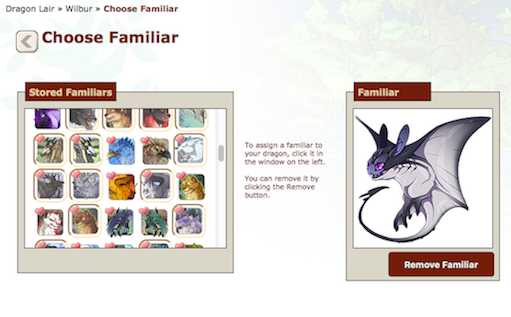 Dragon Lair » Wilbur » Choose Familiar
Choose Familiar
Stored Familiars
To assign a familiar to
your dragon, click it in
the window on the left.
You can remove it by
clicking the Remove
button.
Familiar
Remove Familiar